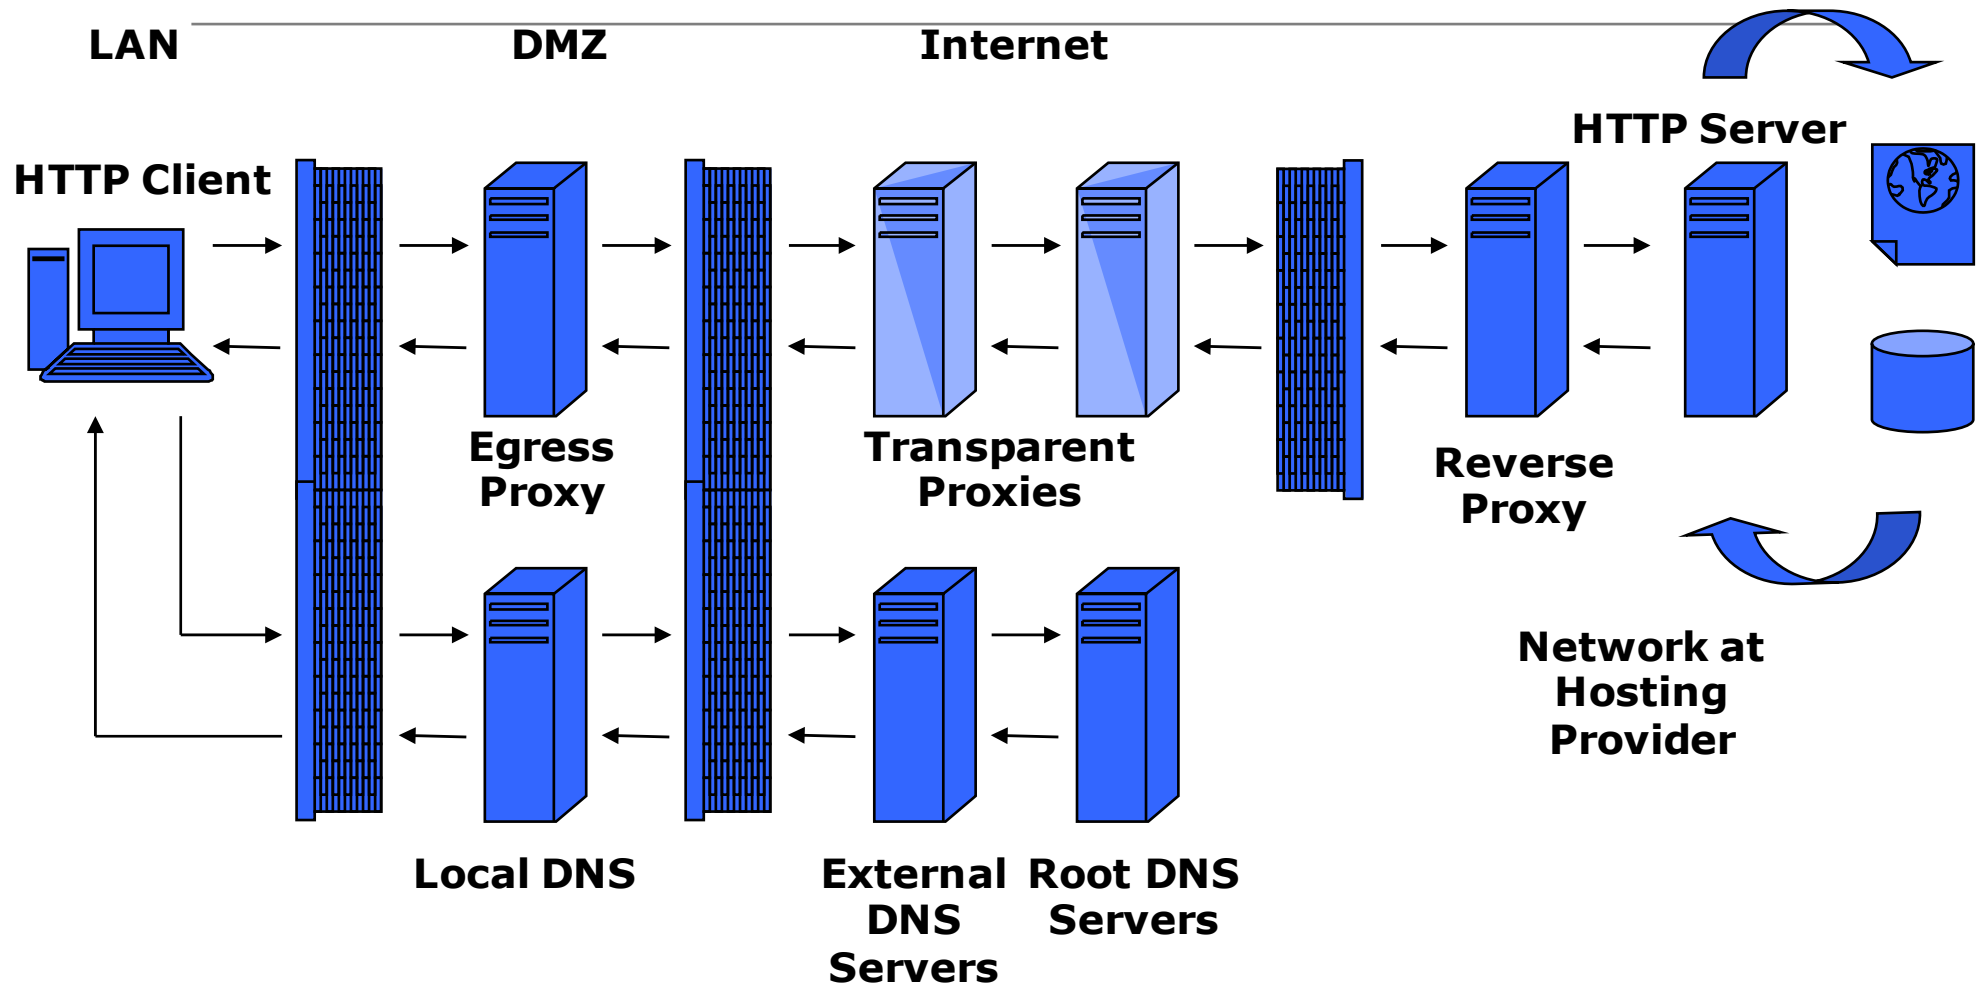 LAN
DMZ
Internet
HTTP Server
HTTP Client
Egress
Proxy
Transparent
Proxies
Reverse
Proxy
Network at
Hosting
Provider
Local DNS
External
DNS
Servers
Root DNS
Servers